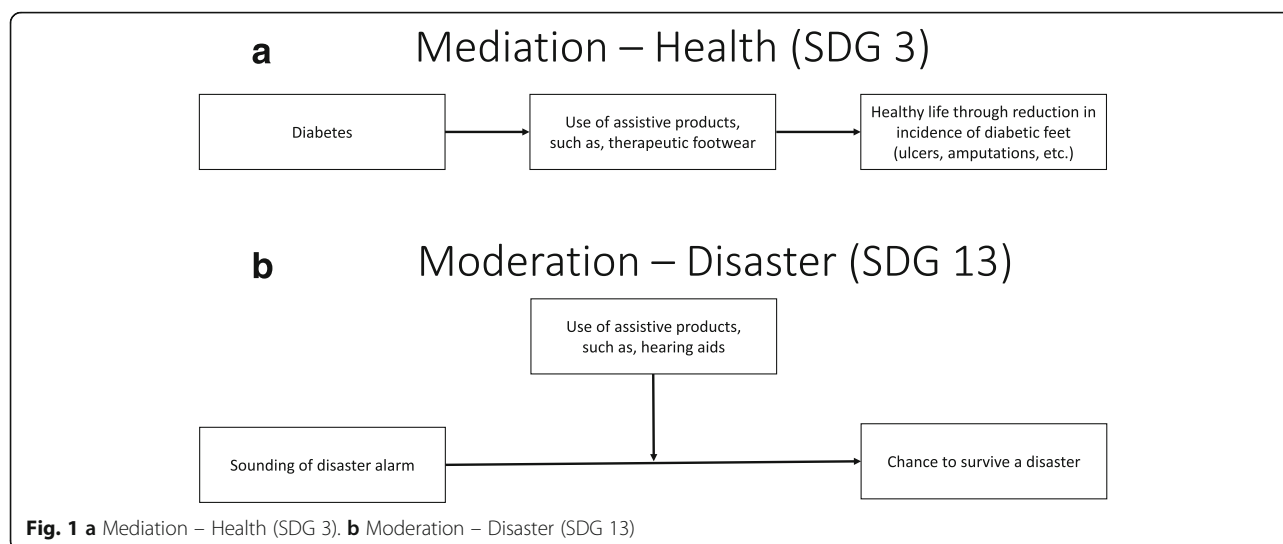 a Mediation – Health (SDG 3)
Diabetes
Use of assistive products,
such as, therapeutic footwear
Healthy life through reduction in
incidence of diabetic feet
(ulcers, amputations, etc.)
b Moderation – Disaster (SDG 13)
Use of assistive products,
such as, hearing aids
Sounding of disaster alarm
Chance to survive a disaster
Fig. 1 a Mediation – Health (SDG 3). b Moderation – Disaster (SDG 13)